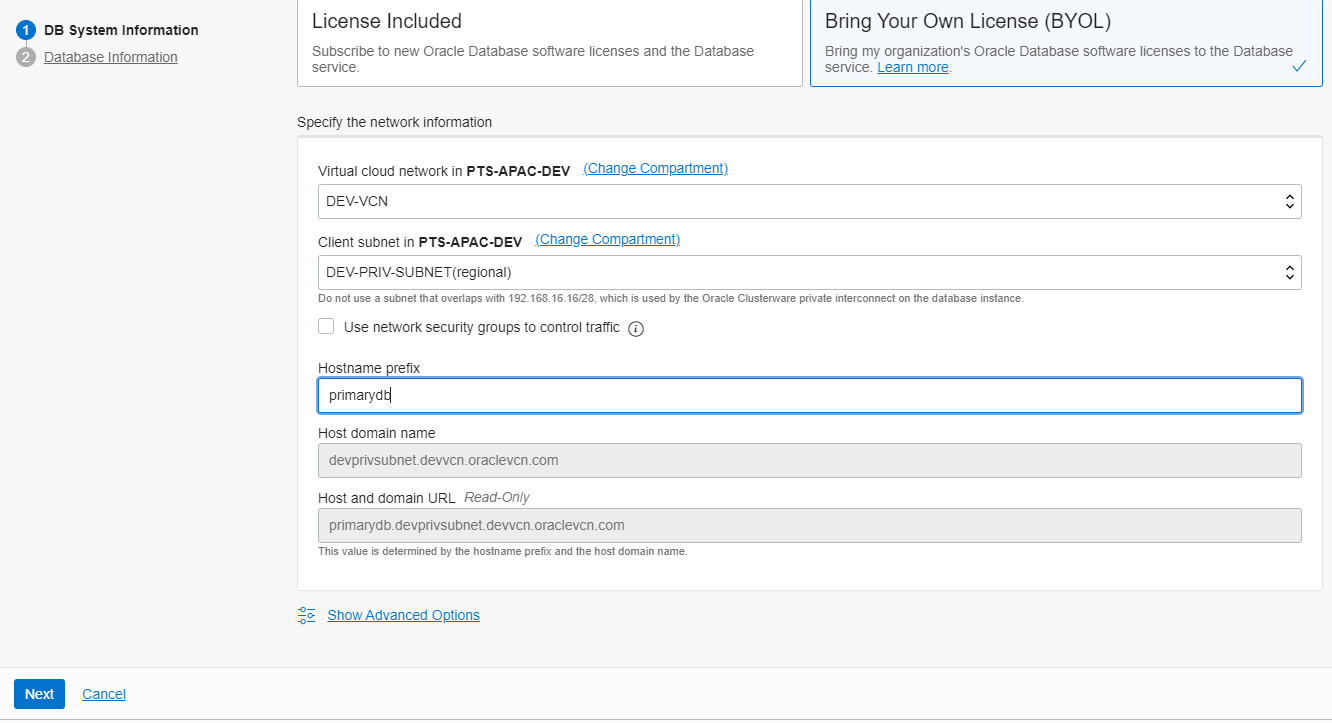 1 DB System Information
2 Database Information
License Included
Subscribe to new Oracle Database software licenses and the Database
service.
Bring Your Own License (BYOL)
Bring my organization's Oracle Database software licenses to the Database
service. Learn more.
Specify the network information
Virtual cloud network in PTS-APAC-DEV (Change Compartment)
DEV-VCN
Client subnet in PTS-APAC-DEV (Change Compartment)
DEV-PRIV-SUBNET(regional)
Do not use a subnet that overlaps with 192.168.16.16/28, which is used by the Oracle Clusterware private interconnect on the database instance.
Use network security groups to control traffic i
Hostname prefix
primarydb
Host domain name
devprivsubnet.devvcn.oraclevcn.com
Host and domain URL Read-Only
primarydb.devprivsubnet.devvcn.oraclevcn.com
This value is determined by the hostname prefix and the host domain name.
Show Advanced Options
Next Cancel